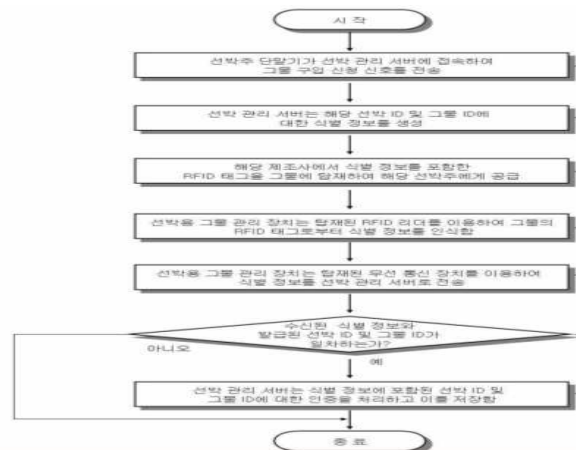 시 작
선박주 단말기가 선박 관리 서버에 접속하여
그물 구입 신청 신호를 전송
선박 관리 서버는 해당 선박 ID 및 그물 ID에
대한 식별 정보를 생성
해당 제조사에서 식별 정보를 포함한
RFID 태그를 그물에 탑재하여 해당 선박주에게 공급
선박용 그물 관리 장치는 탑재된 RFID 리더를 이용하여 그물의
RFID 태그로부터 식별 정보를 인식함
선박용 그물 관리 장치는 탑재된 무선 통신 장치를 이용하여
식별 정보를 선박 관리 서버로 전송
수신된 식별 정보와
발급된 선박 ID 및 그물 ID가
일치하는가?
아니오
예
선박 관리 서버는 식별 정보에 포함된 선박 ID 및
그물 ID에 대한 인증을 처리하고 이를 저장함
종 료